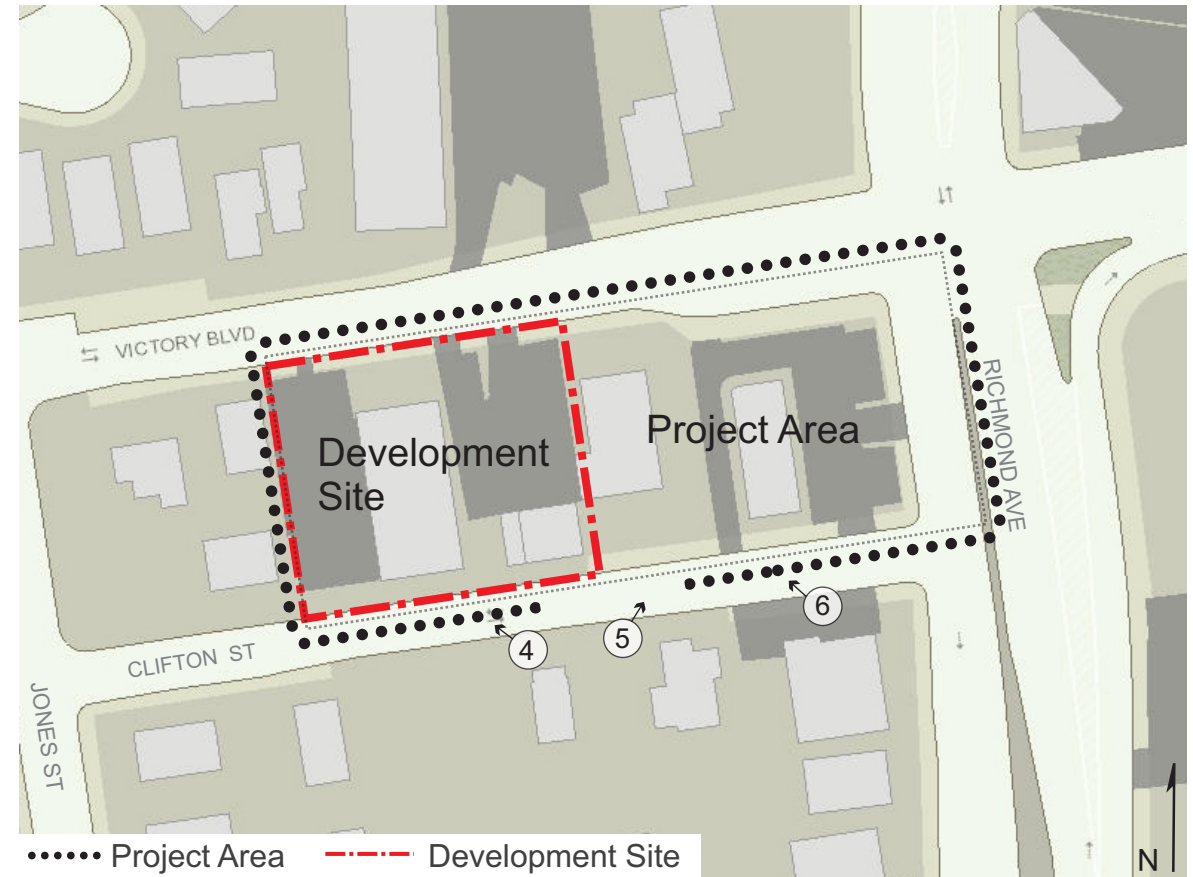 VICTORY BLVD
RICHMOND AVE
Project Area
Development
Site
6
5
4
CLIFTON ST
JONES ST
N
Project Area
Development Site